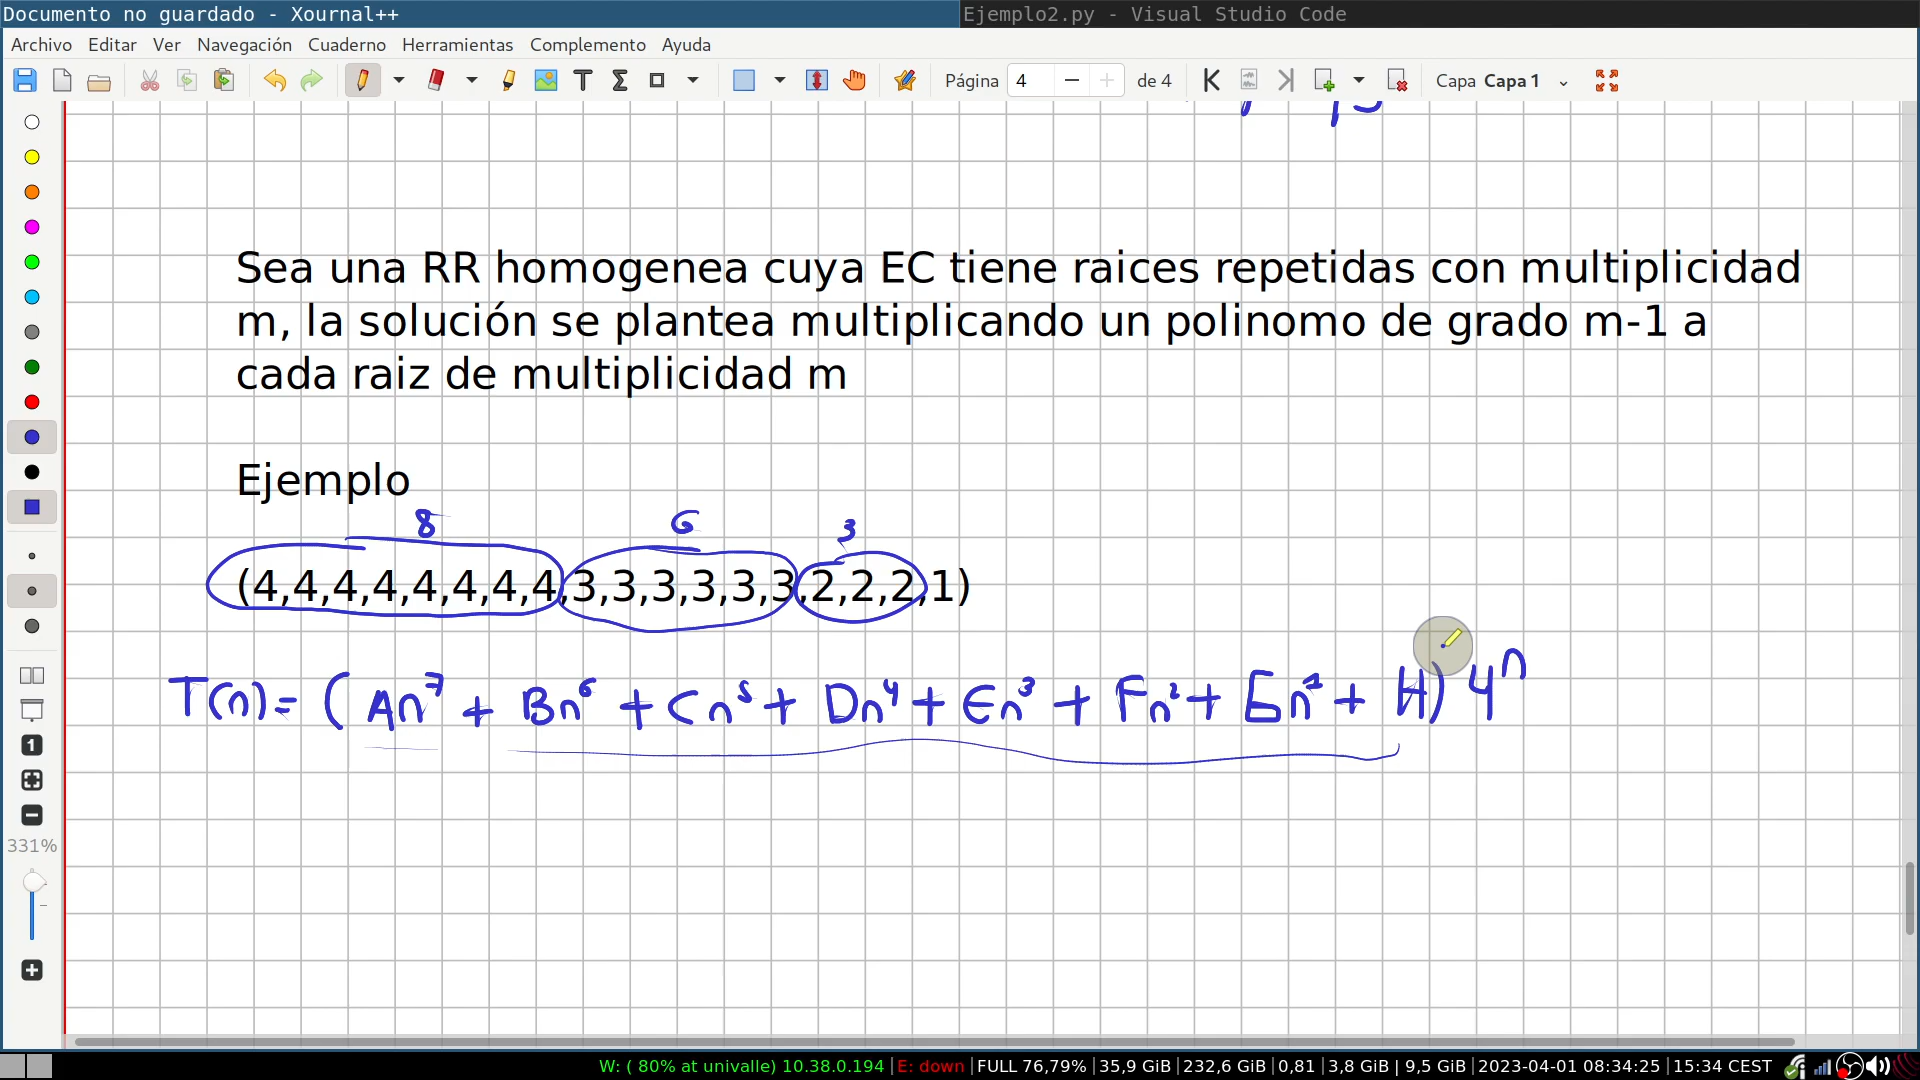 Documento no guardado - Xournal++
Ejemplo2.py - Visual Studio Code
Archivo Editar Ver Navegación Cuaderno Herramientas Complemento Ayuda
Página 4 de 4 Capa Capa 1
Sea una RR homogenea cuya EC tiene raices repetidas con multiplicidad
m, la solución se plantea multiplicando un polinomo de grado m-1 a
cada raiz de multiplicidad m
Ejemplo
8 6 3
(4,4,4,4,4,4,4,4,3,3,3,3,3,3,2,2,2,1)
T(n)= (An⁷ + Bn⁶ + Cn⁵ + Dn⁴ + En³ + Fn² + Gn¹ + H) 4ⁿ
331%
W: ( 80% at univalle) 10.38.0.194 |E: down|FULL 76,79%|35,9 GiB|232,6 GiB|0,81|3,8 GiB | 9,5 GiB|2023-04-01 08:34:25|15:34 CEST